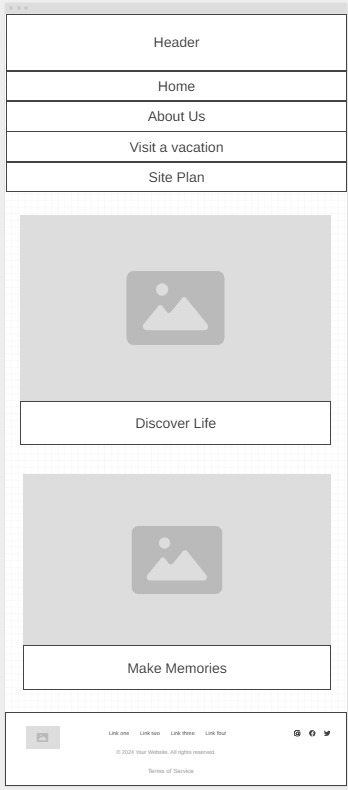 Header
Home
About Us
Visit a vacation
Site Plan
Discover Life
Make Memories
Link one Link two Link three Link four
© 2024 Your Website. All rights reserved.
Terms of Service